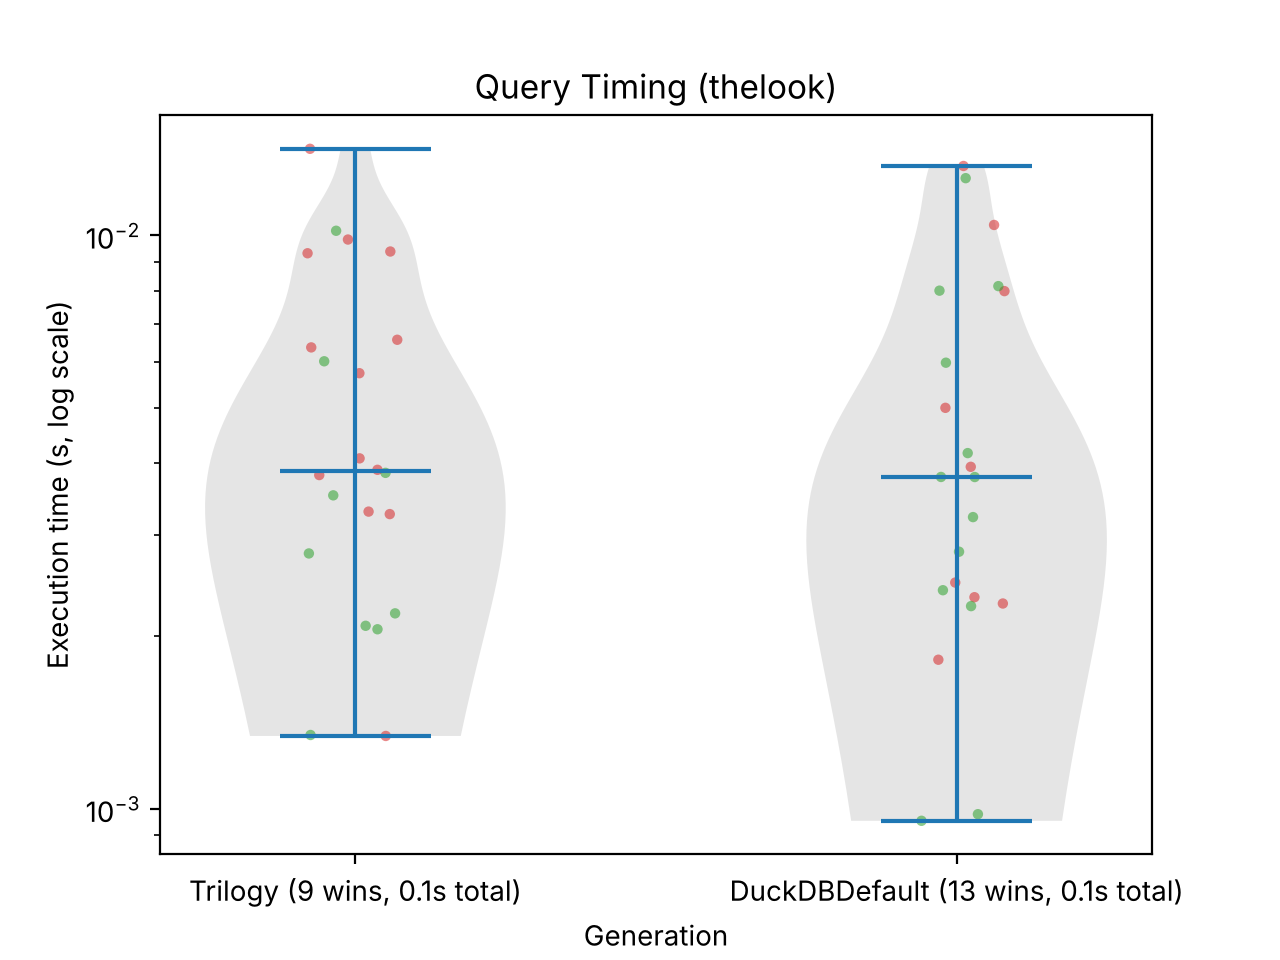 Query Timing (thelook)
Execution time (s, log scale)
10⁻²
10⁻³
Trilogy (9 wins, 0.1s total)
DuckDBDefault (13 wins, 0.1s total)
Generation